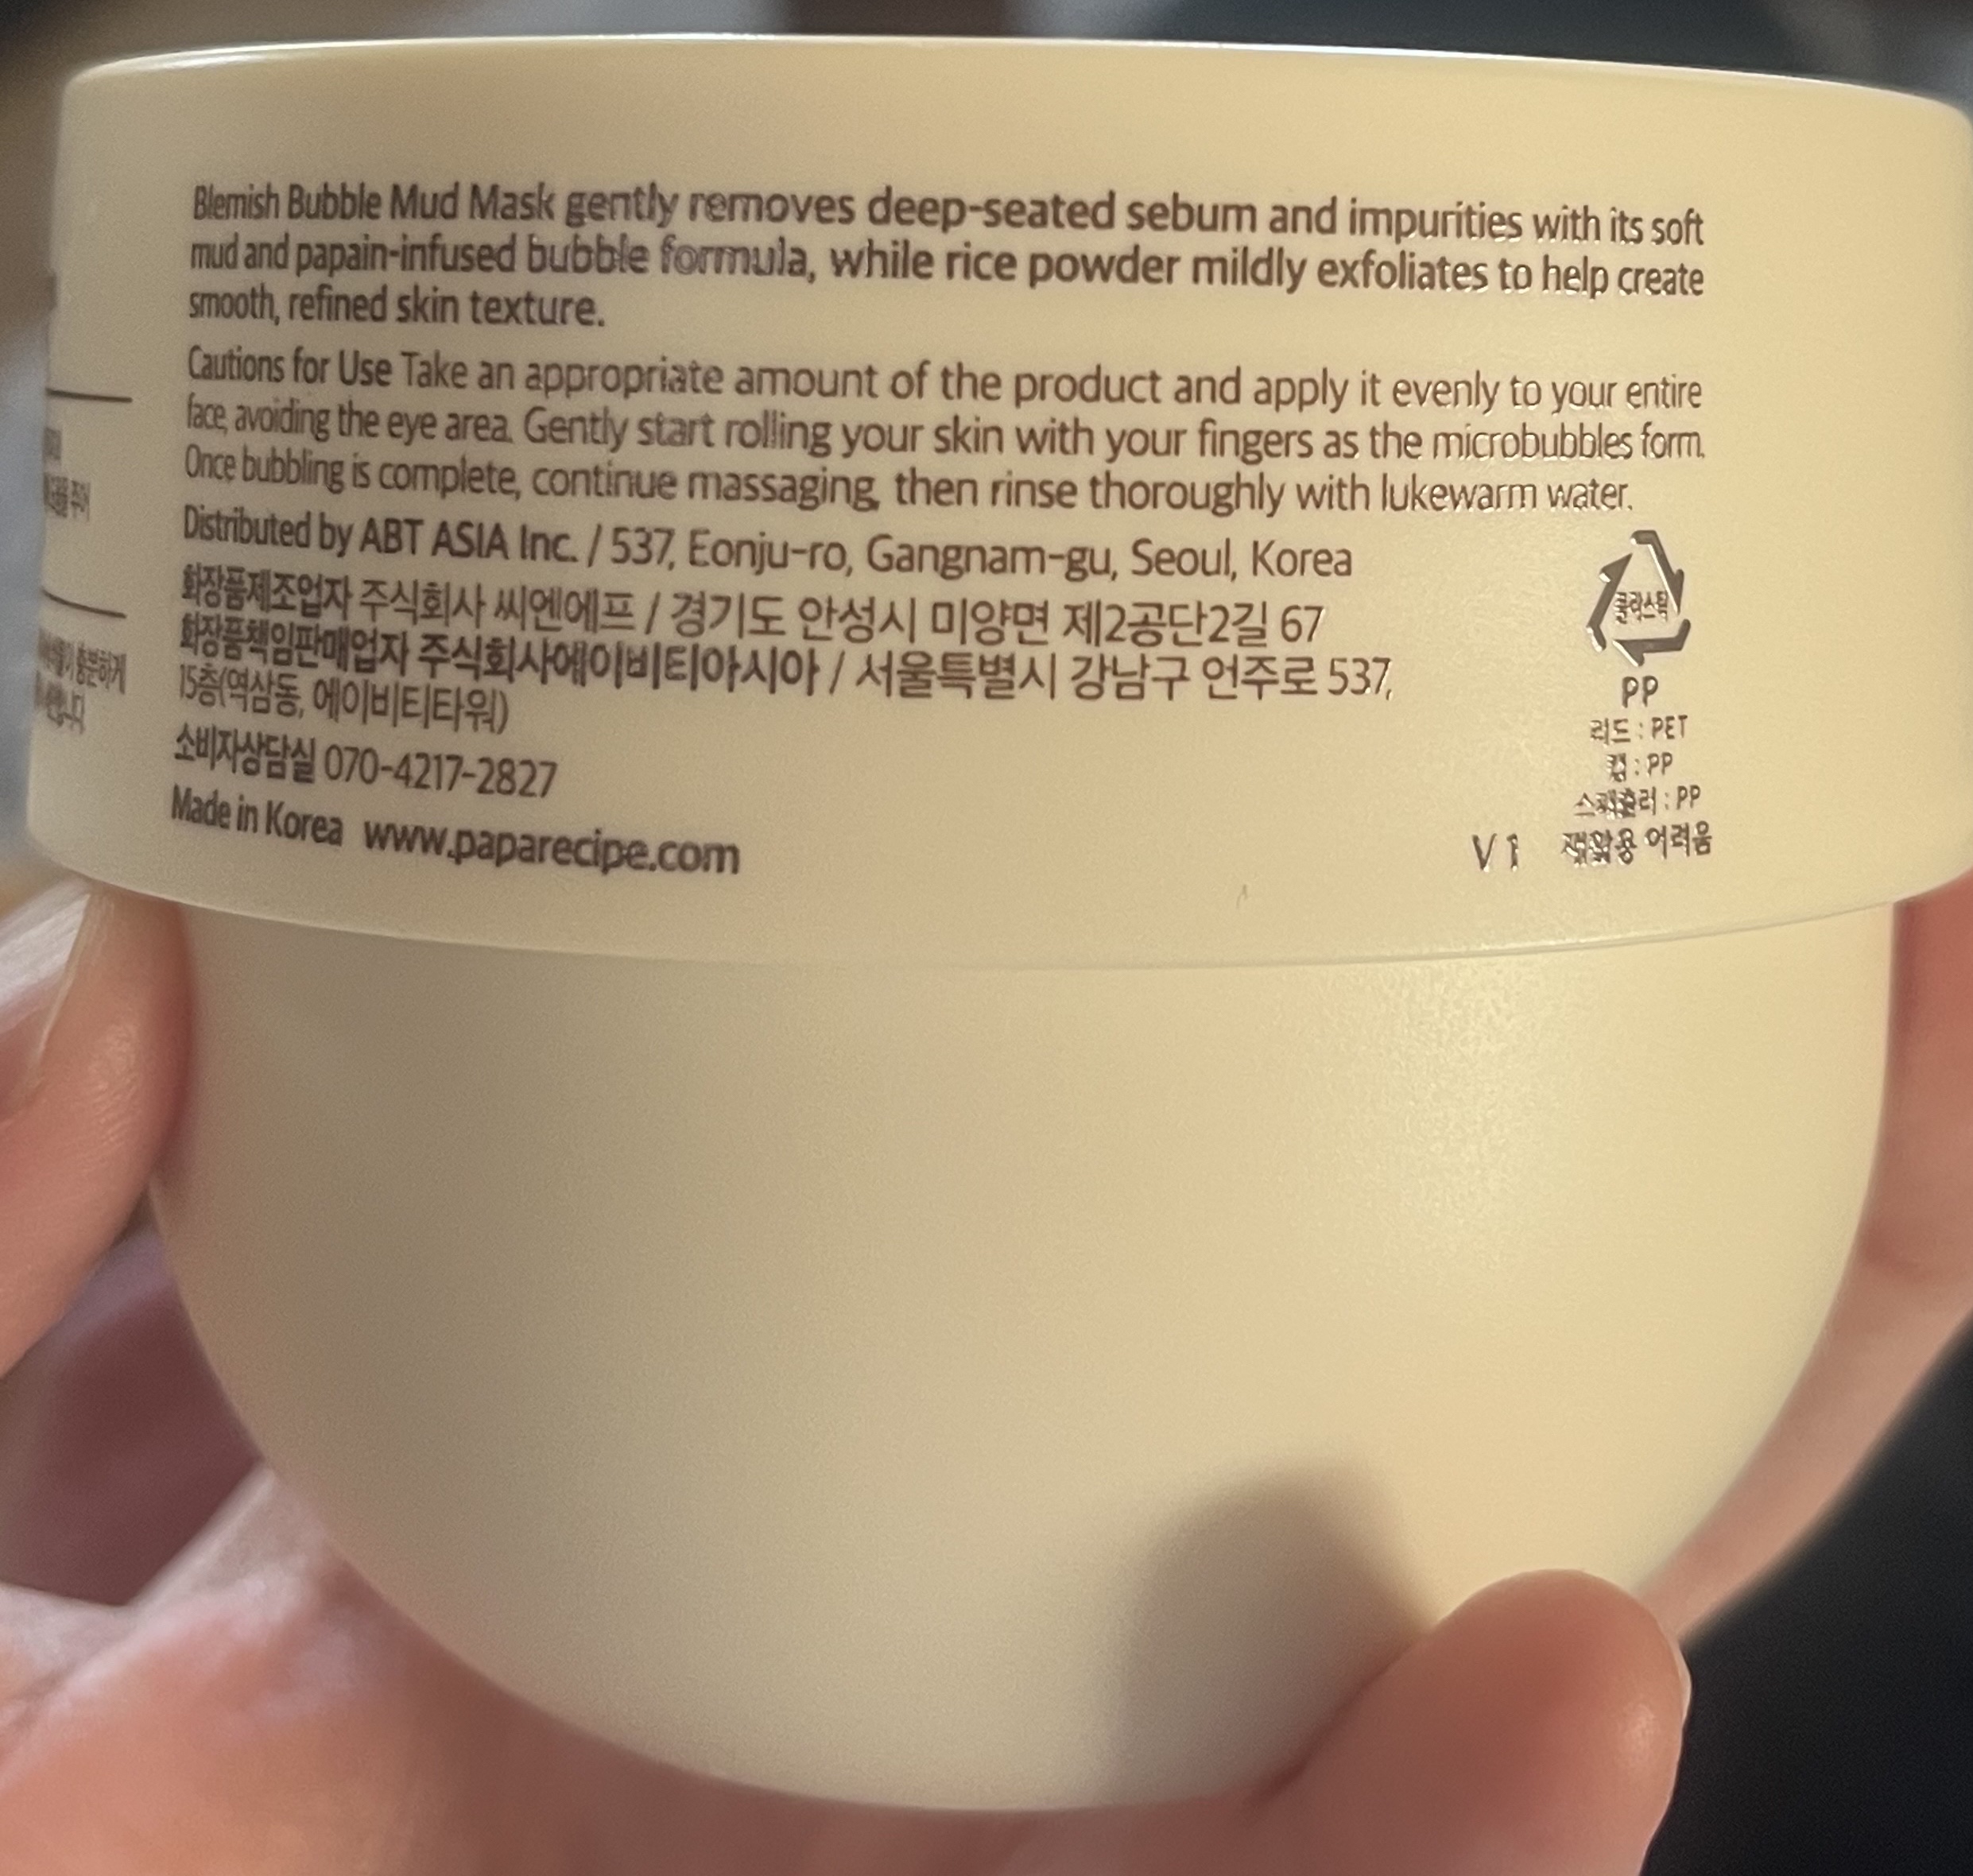 Blemish Bubble Mud Mask gently removes deep-seated sebum and impurities with its soft
mud and papain-infused bubble formula, while rice powder mildly exfoliates to help create
smooth, refined skin texture.
Cautions for Use Take an appropriate amount of the product and apply it evenly to your entire
face, avoiding the eye area. Gently start rolling your skin with your fingers as the microbubbles form.
Once bubbling is complete, continue massaging, then rinse thoroughly with lukewarm water.
Distributed by ABT ASIA Inc. / 537, Eonju-ro, Gangnam-gu, Seoul, Korea
화장품제조업자 주식회사 씨엔에프 / 경기도 안성시 미양면 제2공단2길 67
화장품책임판매업자 주식회사에이비티아시아 / 서울특별시 강남구 언주로 537,
15층(역삼동, 에이비티타워)
소비자상담실 070-4217-2827
Made in Korea www.paparecipe.com
플라스틱
PP
리드 : PET
캡 : PP
스패츌러 : PP
V 1 재활용 어려움
충분하게